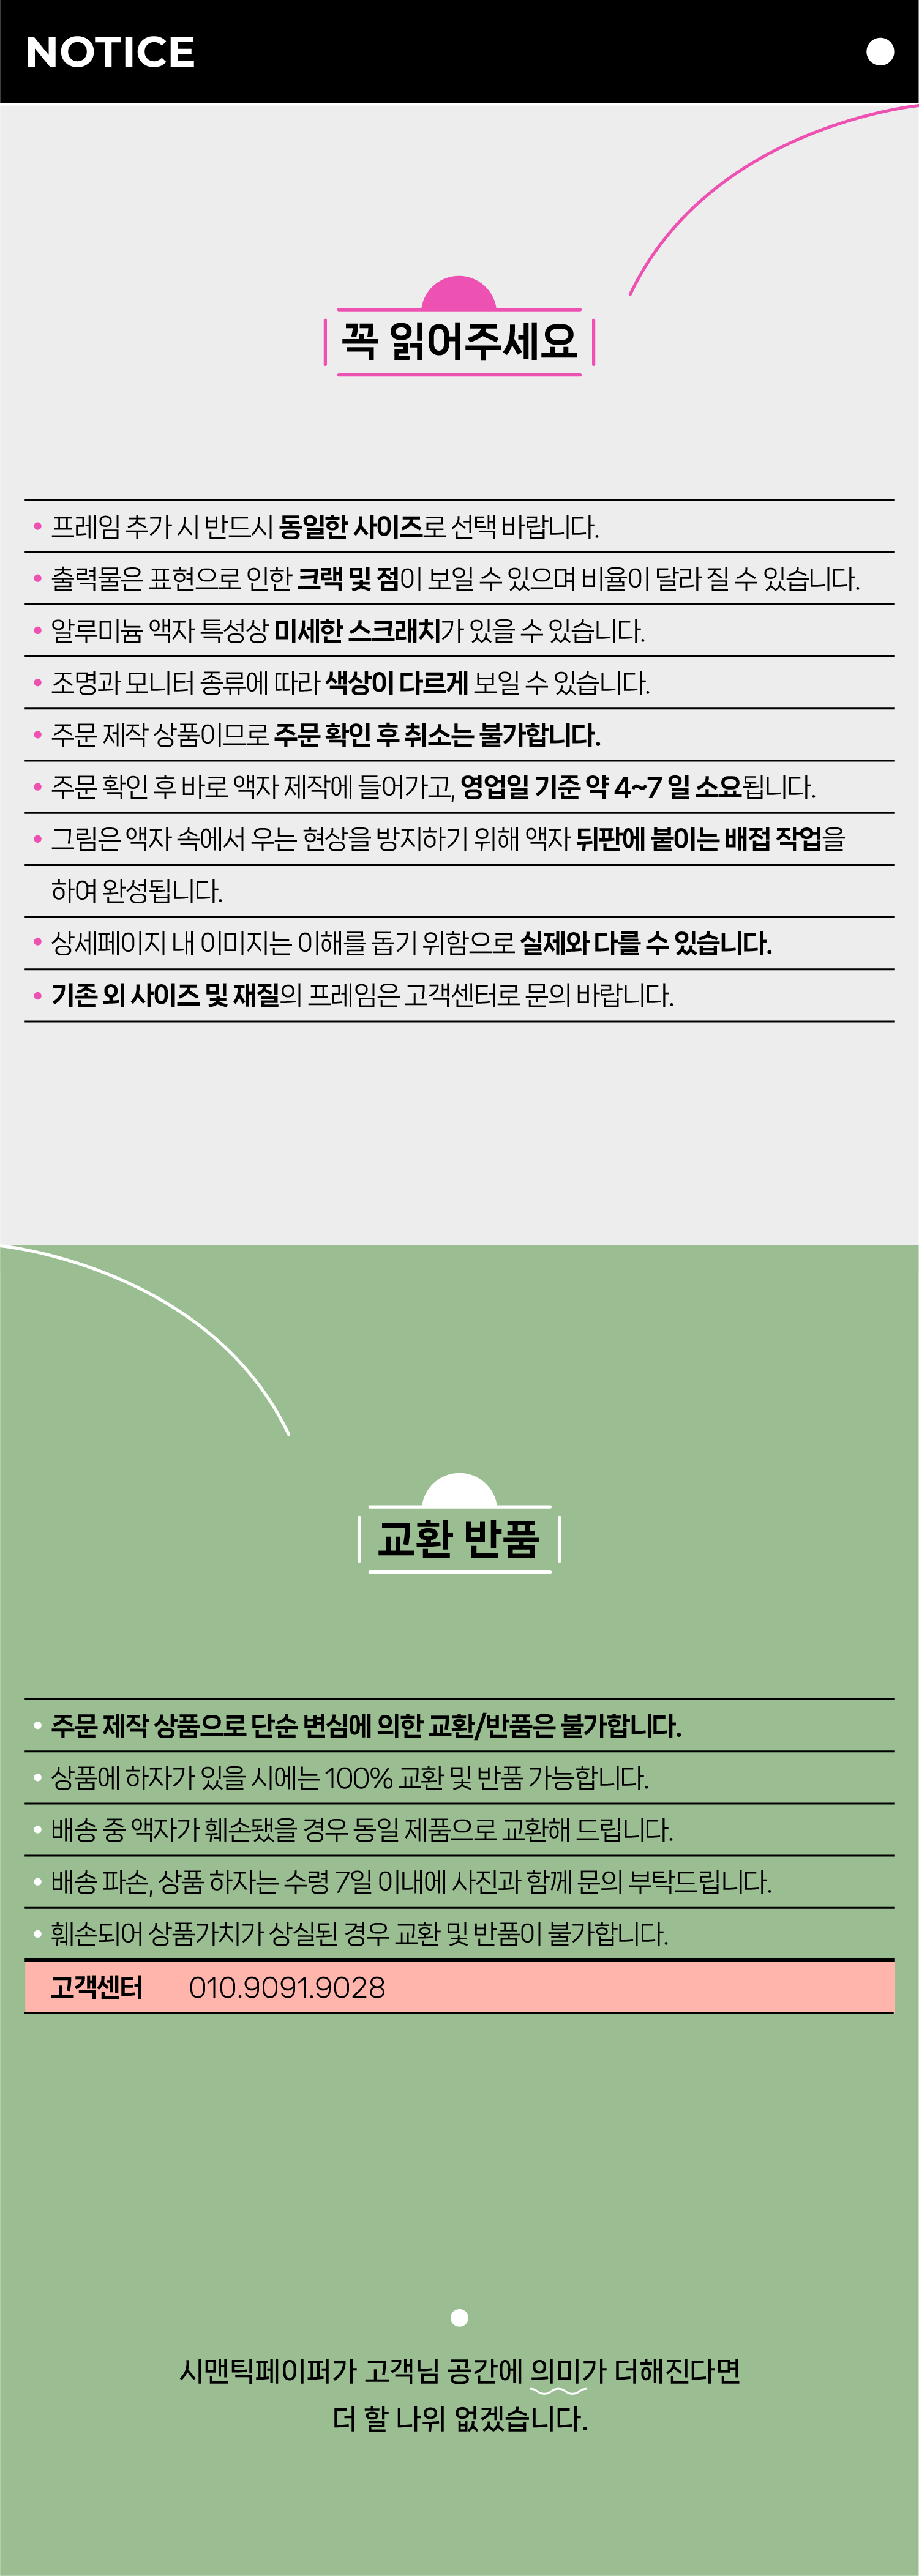 NOTICE
꼭 읽어주세요
프레임 추가 시 반드시 동일한 사이즈로 선택 바랍니다.
출력물은 표현으로 인한 크랙 및 점이 보일 수 있으며 비율이 달라 질 수 있습니다.
알루미늄 액자 특성상 미세한 스크래치가 있을 수 있습니다.
조명과 모니터 종류에 따라 색상이 다르게 보일 수 있습니다.
주문 제작 상품이므로 주문 확인 후 취소는 불가합니다.
주문 확인 후 바로 액자 제작에 들어가고, 영업일 기준 약 4~7 일 소요됩니다.
그림은 액자 속에서 우는 현상을 방지하기 위해 액자 뒤판에 붙이는 배접 작업을
하여 완성됩니다.
상세페이지 내 이미지는 이해를 돕기 위함으로 실제와 다를 수 있습니다.
기존 외 사이즈 및 재질의 프레임은 고객센터로 문의 바랍니다.
교환 반품
주문 제작 상품으로 단순 변심에 의한 교환/반품은 불가합니다.
상품에 하자가 있을 시에는 100% 교환 및 반품 가능합니다.
배송 중 액자가 훼손됐을 경우 동일 제품으로 교환해 드립니다.
배송 파손, 상품 하자는 수령 7일 이내에 사진과 함께 문의 부탁드립니다.
훼손되어 상품가치가 상실된 경우 교환 및 반품이 불가합니다.
고객센터 010.9091.9028
시맨틱페이퍼가 고객님 공간에 의미가 더해진다면
더 할 나위 없겠습니다.